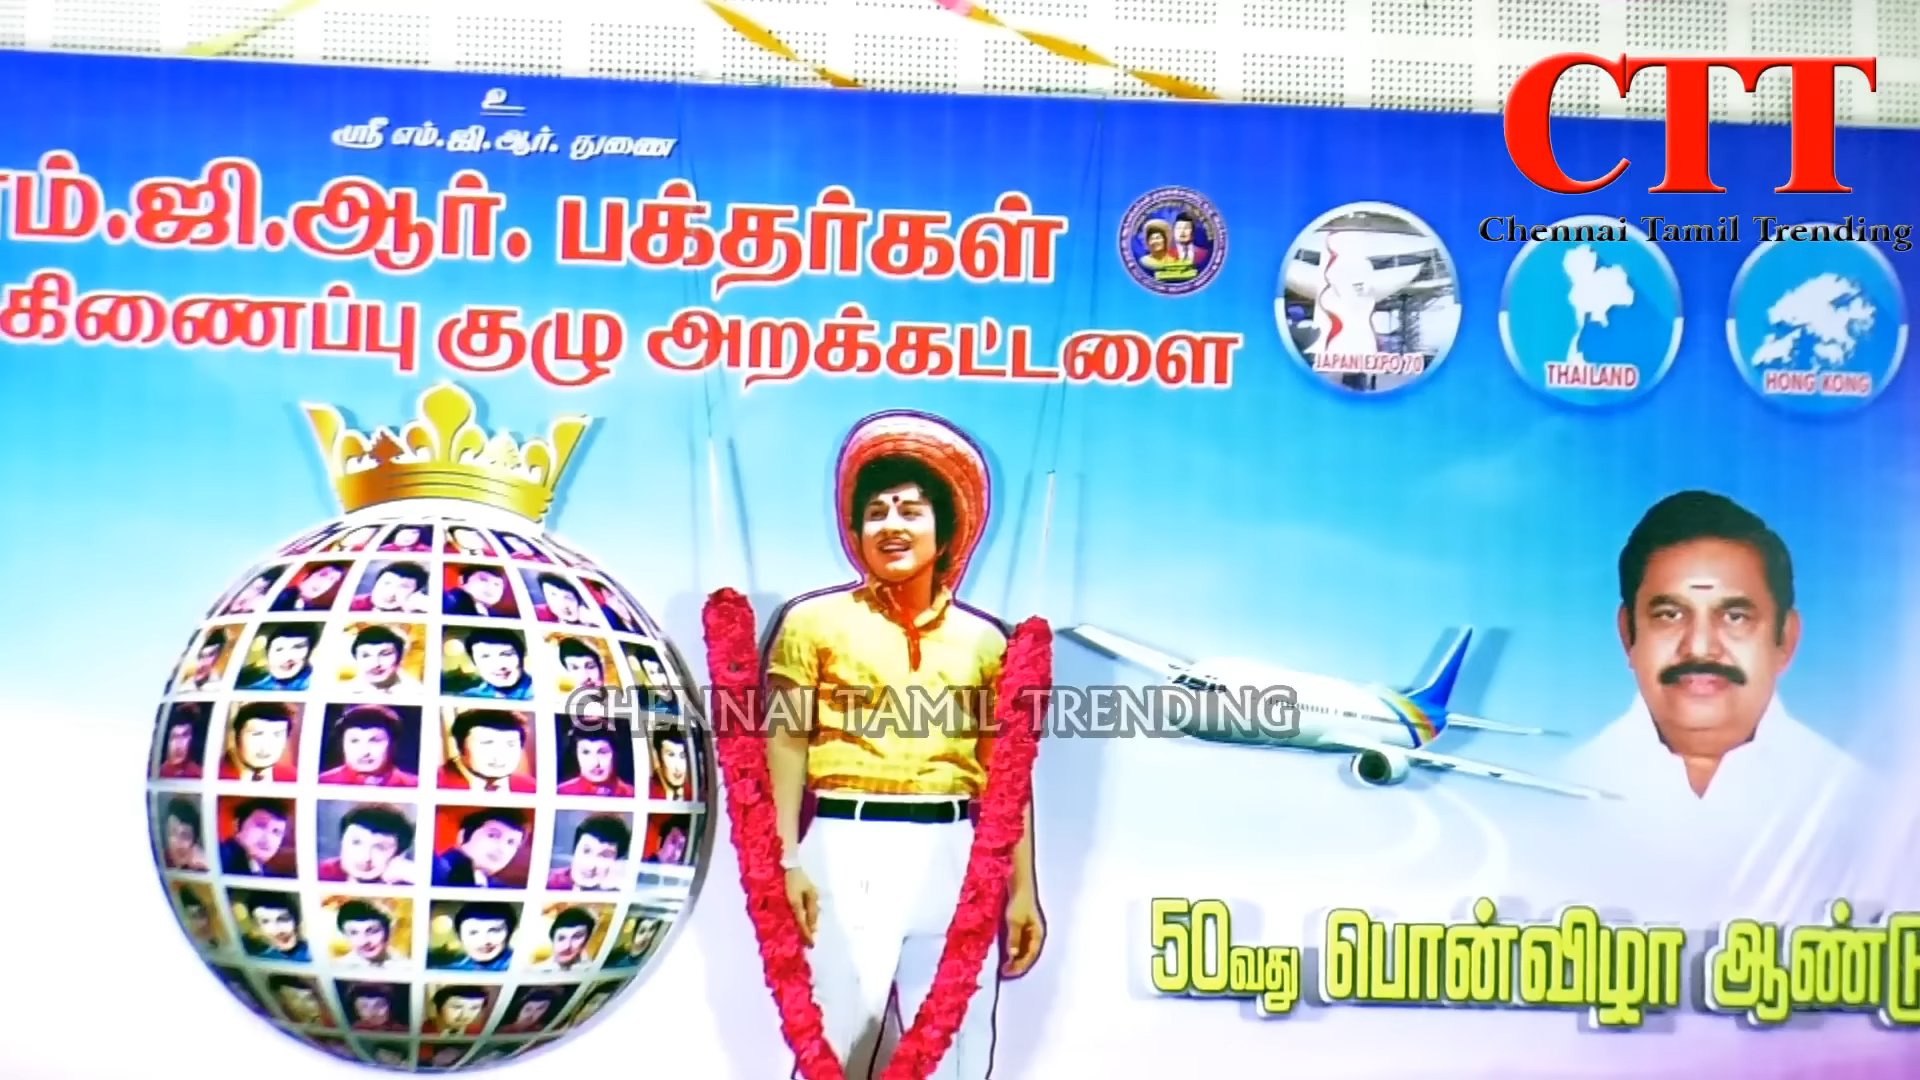 உ
ஸ்ரீ எம்.ஜி.ஆர். துணை
எம்.ஜி.ஆர். பக்தர்கள்
கிணைப்பு குழு அறக்கட்டளை
CTT
Chennai Tamil Trending
JAPAN EXPO 70
THAILAND
HONG KONG
CHENNAI TAMIL TRENDING
50வது பொன்விழா ஆண்டு